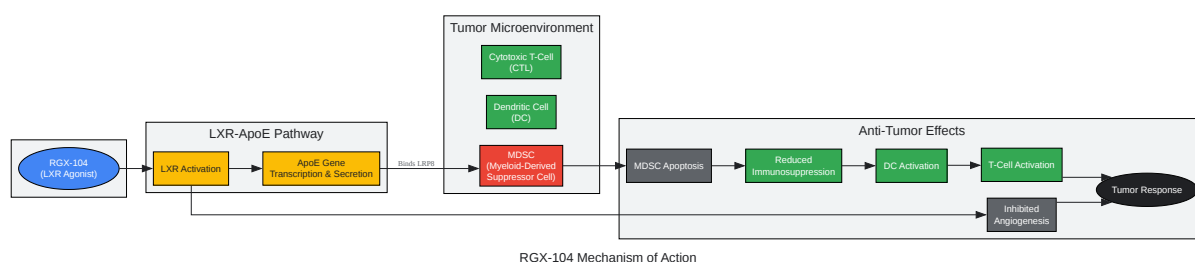 Tumor Microenvironment
Cytotoxic T-Cell
(CTL)
Dendritic Cell
(DC)
LXR-ApoE Pathway
Anti-Tumor Effects
RGX-104
(LXR Agonist)
LXR Activation
ApoE Gene
Transcription & Secretion
Binds LRP8
MDSC
(Myeloid-Derived
Suppressor Cell)
MDSC Apoptosis
Reduced
Immunosuppression
DC Activation
T-Cell Activation
Inhibited
Angiogenesis
Tumor Response
RGX-104 Mechanism of Action